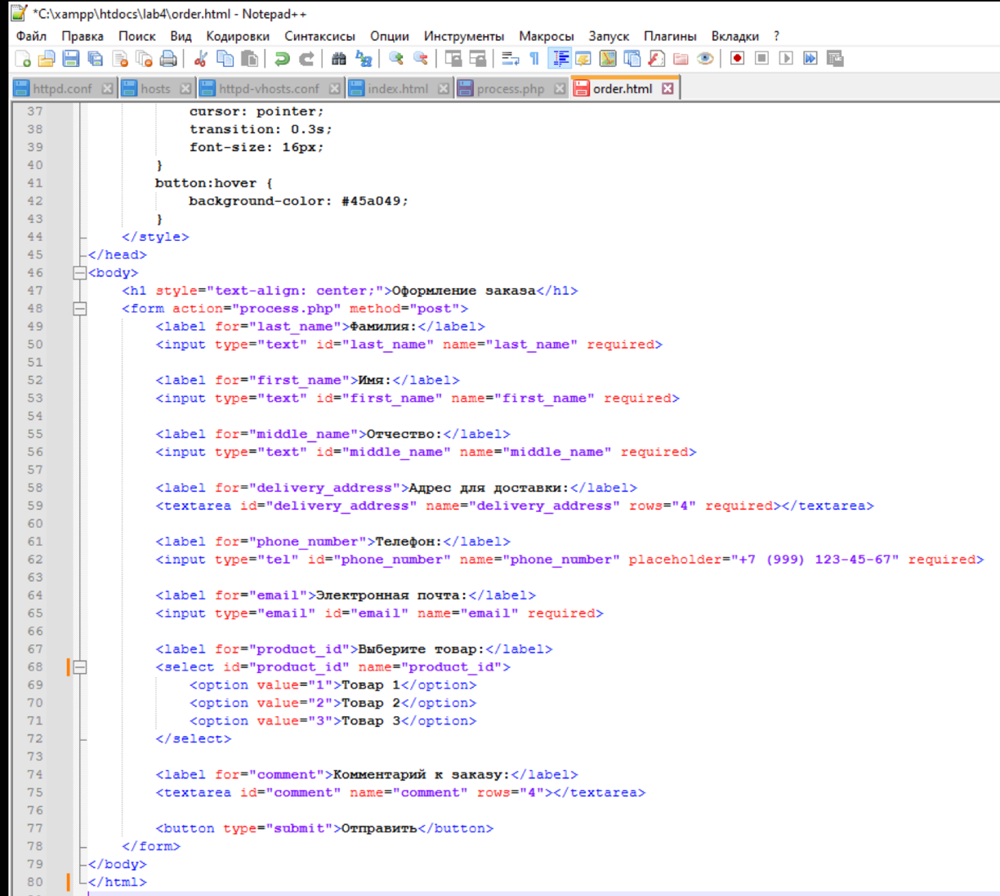 *C:\xampp\htdocs\lab4\order.html - Notepad++
Файл Правка Поиск Вид Кодировки Синтаксисы Опции Инструменты Макросы Запуск Плагины Вкладки ?
httpd.conf hosts httpd-vhosts.conf index.html process.php order.html
37 cursor: pointer;
38 transition: 0.3s;
39 font-size: 16px;
40 }
41 button:hover {
42 background-color: #45a049;
43 }
44 </style>
45 </head>
46 <body>
47 <h1 style="text-align: center;">Оформление заказа</h1>
48 <form action="process.php" method="post">
49 <label for="last_name">Фамилия:</label>
50 <input type="text" id="last_name" name="last_name" required>
51
52 <label for="first_name">Имя:</label>
53 <input type="text" id="first_name" name="first_name" required>
54
55 <label for="middle_name">Отчество:</label>
56 <input type="text" id="middle_name" name="middle_name" required>
57
58 <label for="delivery_address">Адрес для доставки:</label>
59 <textarea id="delivery_address" name="delivery_address" rows="4" required></textarea>
60
61 <label for="phone_number">Телефон:</label>
62 <input type="tel" id="phone_number" name="phone_number" placeholder="+7 (999) 123-45-67" required>
63
64 <label for="email">Электронная почта:</label>
65 <input type="email" id="email" name="email" required>
66
67 <label for="product_id">Выберите товар:</label>
68 <select id="product_id" name="product_id">
69 <option value="1">Товар 1</option>
70 <option value="2">Товар 2</option>
71 <option value="3">Товар 3</option>
72 </select>
73
74 <label for="comment">Комментарий к заказу:</label>
75 <textarea id="comment" name="comment" rows="4"></textarea>
76
77 <button type="submit">Отправить</button>
78 </form>
79 </body>
80 </html>